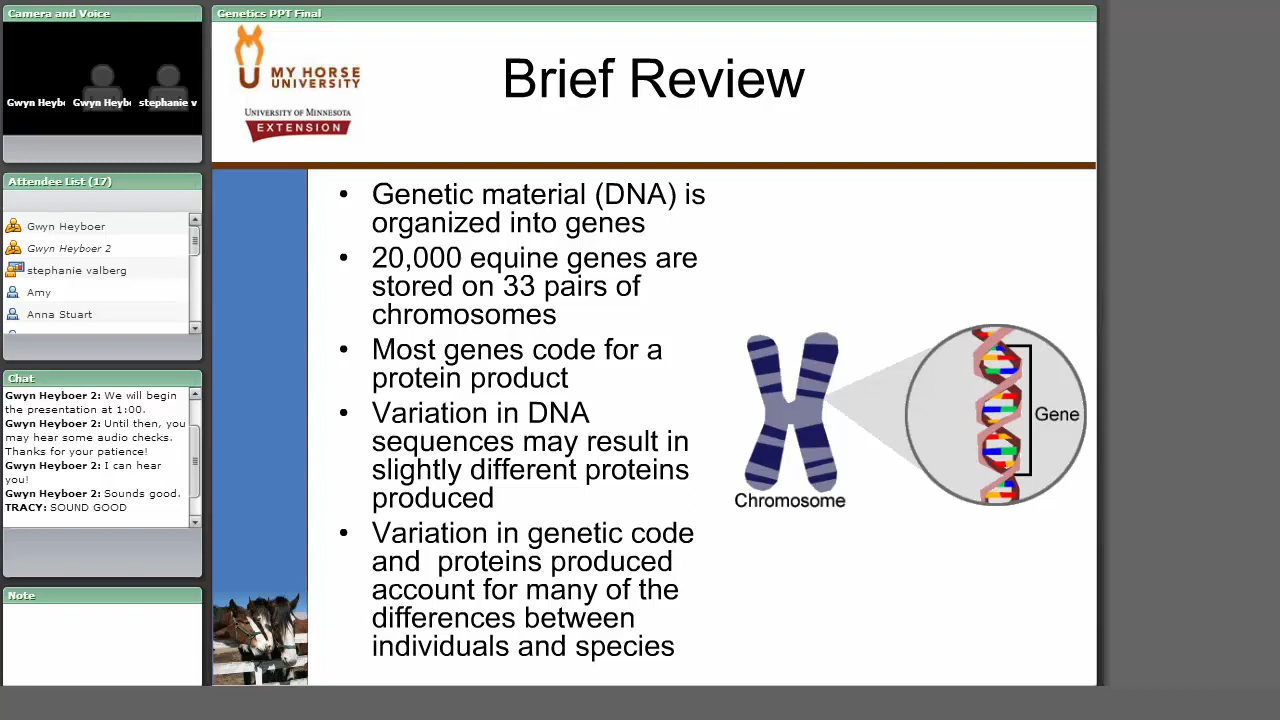 Camera and Voice
Gwyn Heyb
Gwyn Heyb
stephanie v
Attendee List (17)
Gwyn Heyboer
Gwyn Heyboer 2
stephanie valberg
Amy
Anna Stuart
Chat
Gwyn Heyboer 2: We will begin
the presentation at 1:00.
Gwyn Heyboer 2: Until then, you
may hear some audio checks.
Thanks for your patience!
Gwyn Heyboer 2: I can hear
you!
Gwyn Heyboer 2: Sounds good.
TRACY: SOUND GOOD
Note
Genetics PPT Final
MY HORSE
UNIVERSITY
UNIVERSITY OF MINNESOTA
EXTENSION
Brief Review
• Genetic material (DNA) is
organized into genes
• 20,000 equine genes are
stored on 33 pairs of
chromosomes
• Most genes code for a
protein product
• Variation in DNA
sequences may result in
slightly different proteins
produced
• Variation in genetic code
and  proteins produced
account for many of the
differences between
individuals and species
Chromosome
Gene